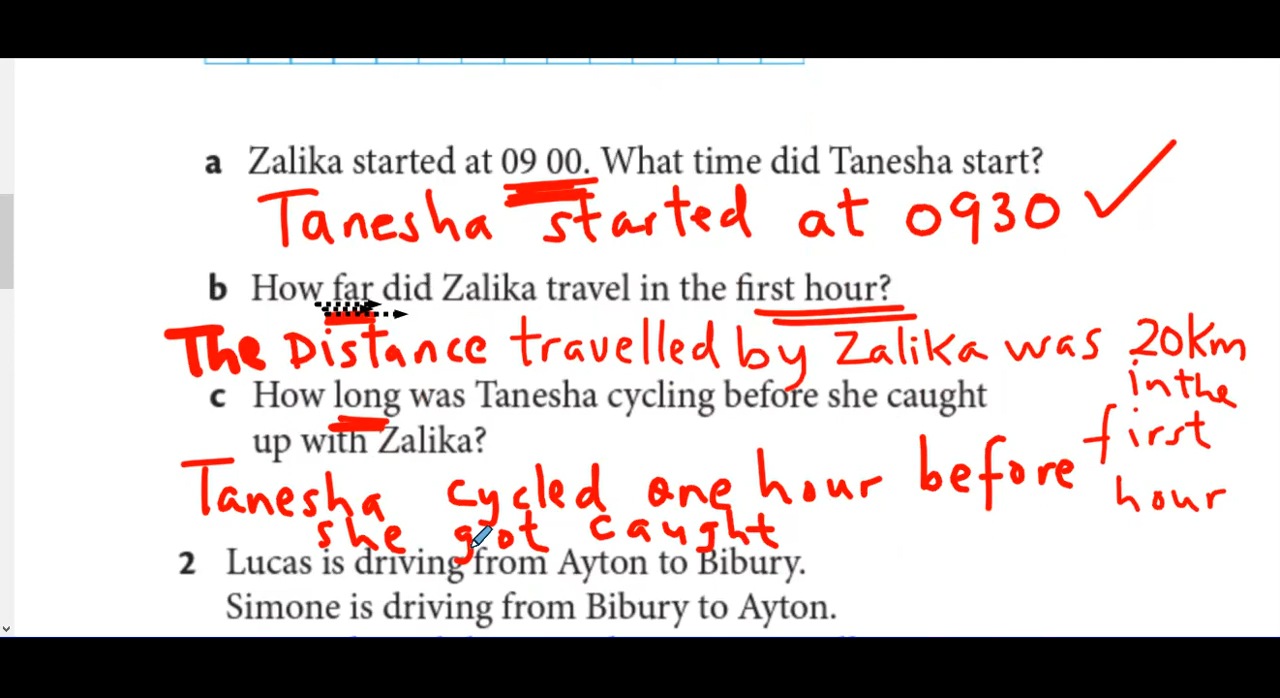 a Zalika started at 09 00. What time did Tanesha start?
Tanesha started at 0930
b How far did Zalika travel in the first hour?
The Distance travelled by Zalika was 20km
in the
first
hour
c How long was Tanesha cycling before she caught
up with Zalika?
Tanesha cycled one hour before
she got caught
2 Lucas is driving from Ayton to Bibury.
Simone is driving from Bibury to Ayton.